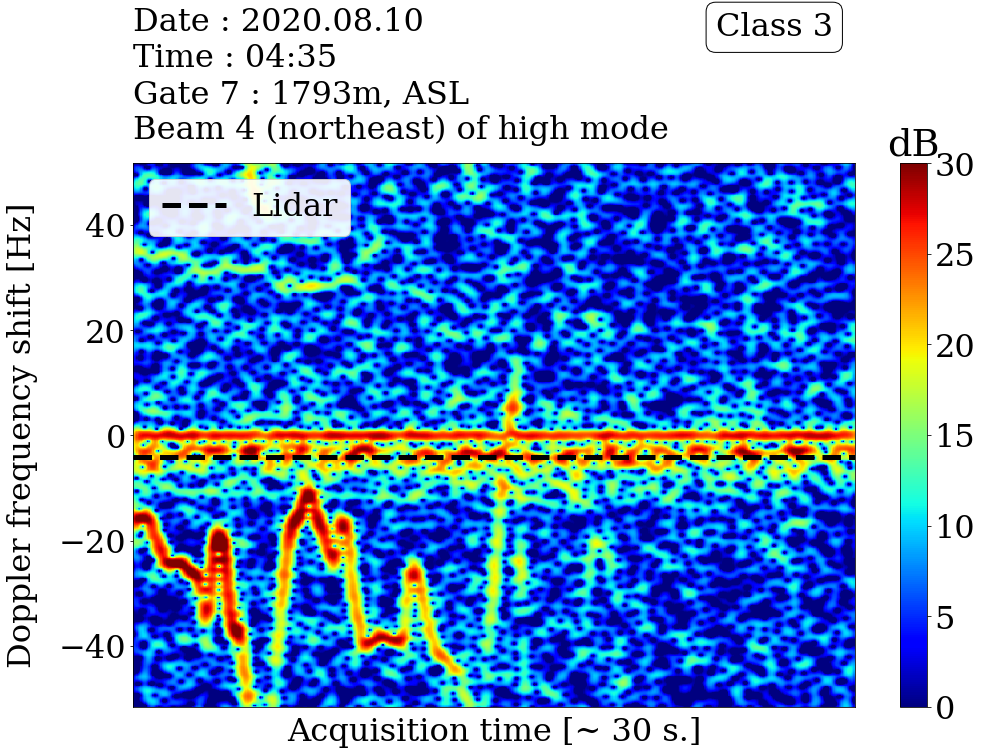 Date : 2020.08.10
Time : 04:35
Gate 7 : 1793m, ASL
Beam 4 (northeast) of high mode
Class 3
dB
Lidar
Doppler frequency shift [Hz]
40
20
0
−20
−40
Acquisition time [~ 30 s.]
30
25
20
15
10
5
0